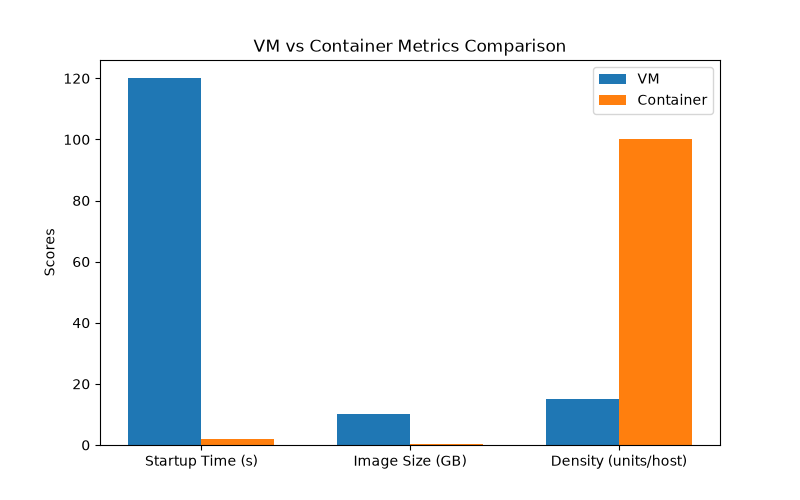 VM vs Container Metrics Comparison
VM
Container
Scores
120
100
80
60
40
20
0
Startup Time (s)
Image Size (GB)
Density (units/host)